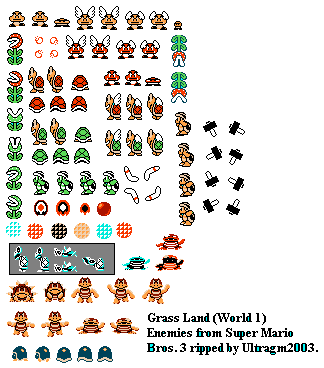 Grass Land (World 1)
Enemies from Super Mario
Bros. 3 ripped by Ultragm2003.